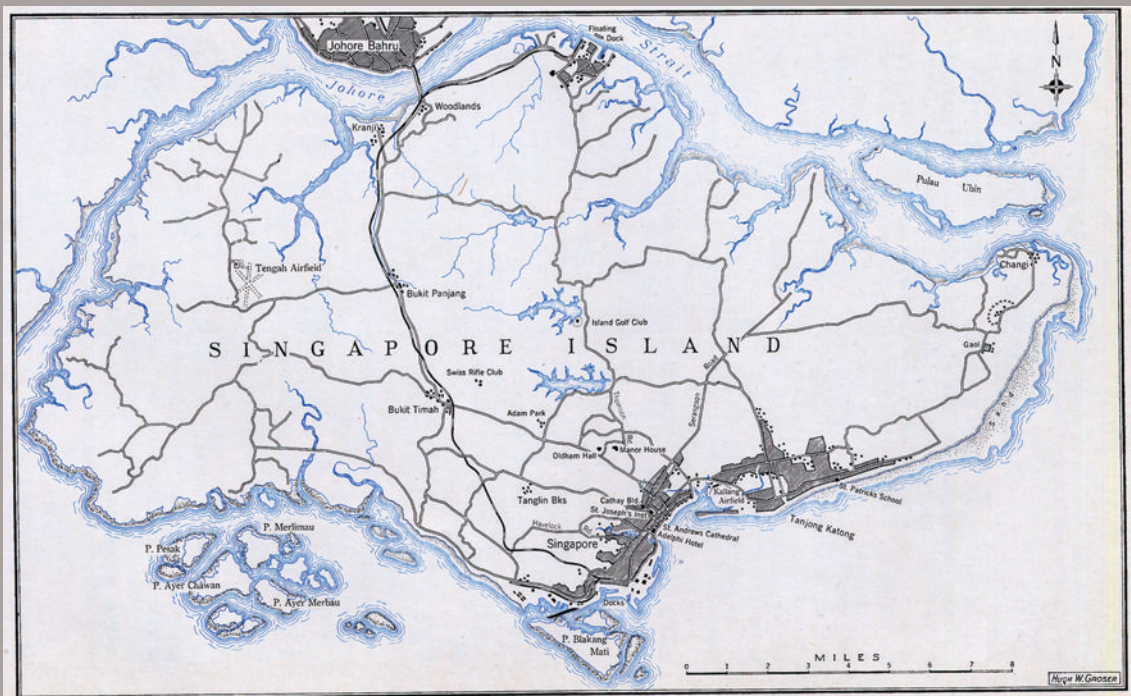 Johore Bahru
Johore
Strait
Floating
Dock
N
Woodlands
Kranji
Pulau Ubin
Tengah Airfield
Changi
Bukit Panjang
Island Golf Club
SINGAPORE ISLAND
Gaol
Swiss Rifle Club
Bukit Timah
Adam Park
Thomson
Rd
Serangoon Road
Sands
Oldham Hall
Manor House
Tanglin Bks
Cathay Bld
St. Joseph's Inst
Kallang
Airfield
St. Patricks School
Tanjong Katong
Havelock
Rd
Singapore
St. Andrews Cathedral
Adelphi Hotel
P. Merlimau
P. Pesak
P. Ayer Chawan
P. Ayer Merbau
Docks
P. Blakang
Mati
MILES
0 1 2 3 4 5 6 7 8
HUGH W. GROSER